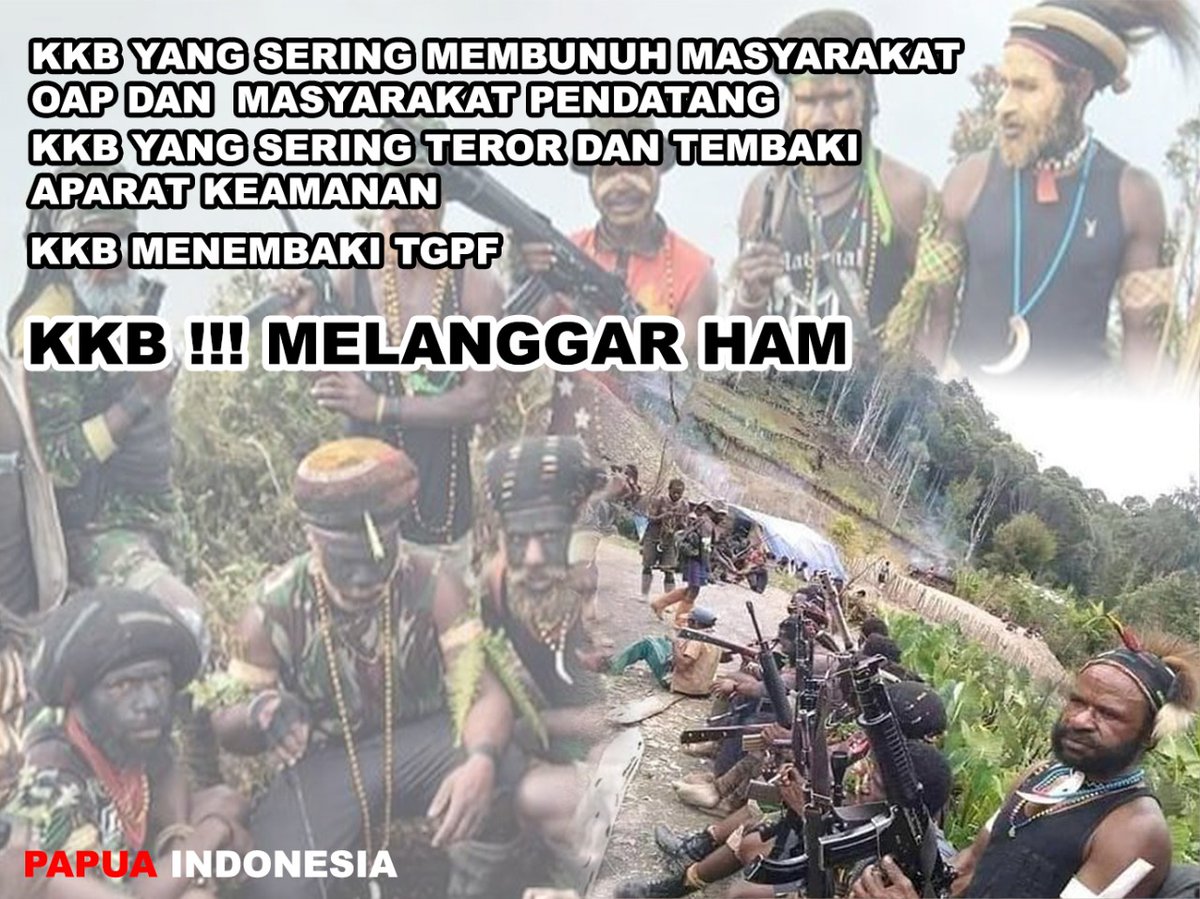 KKB YANG SERING MEMBUNUH MASYARAKAT
OAP DAN MASYARAKAT PENDATANG
KKB YANG SERING TEROR DAN TEMBAKI
APARAT KEAMANAN
KKB MENEMBAKI TGPF
KKB !!! MELANGGAR HAM
PAPUA INDONESIA